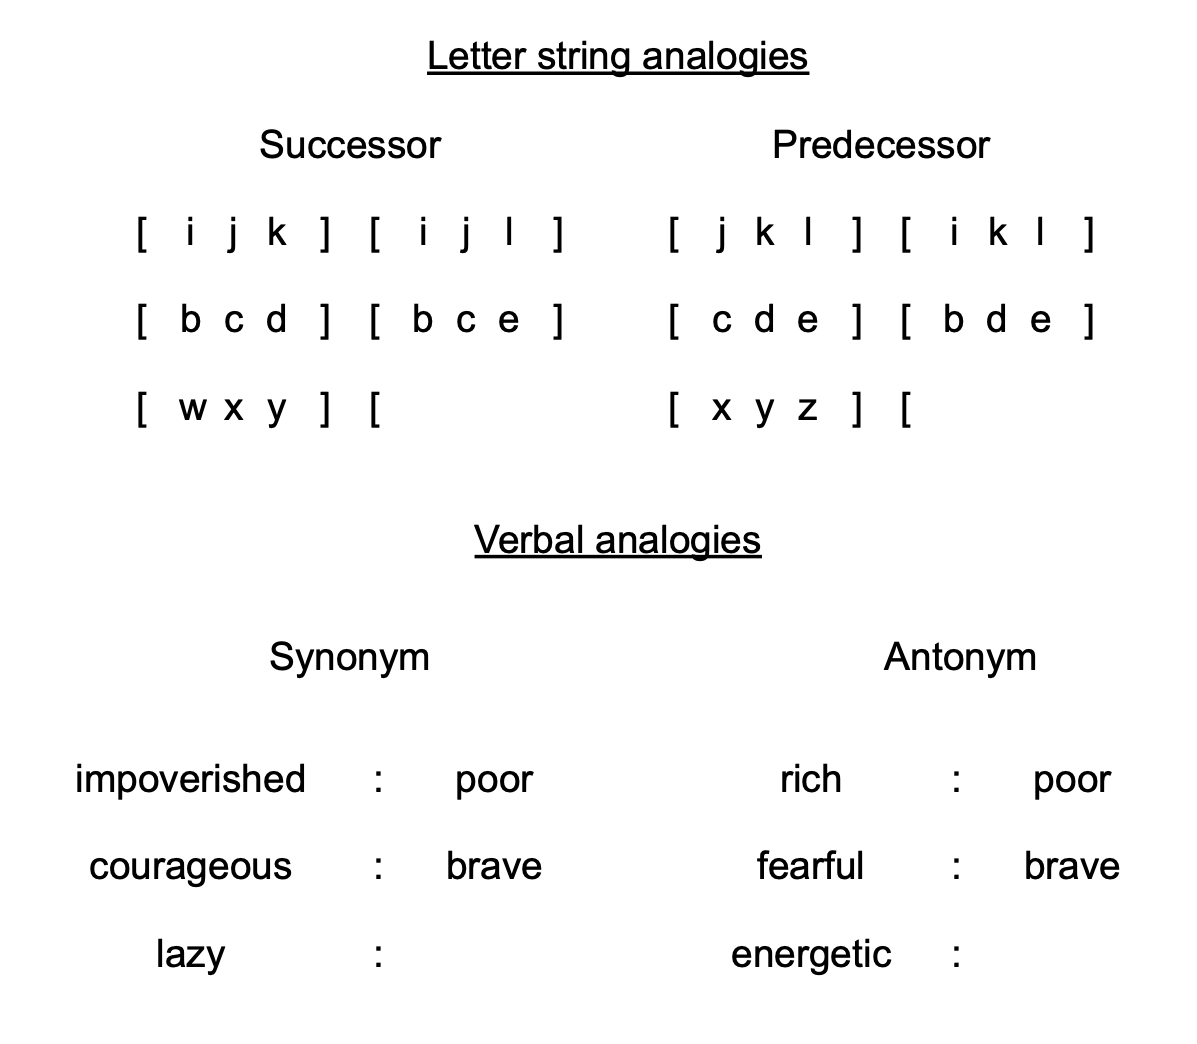 Letter string analogies
Successor Predecessor
[ i j k ] [ i j l ] [ j k l ] [ i k l ]
[ b c d ] [ b c e ] [ c d e ] [ b d e ]
[ w x y ] [ [ x y z ] [
Verbal analogies
Synonym Antonym
impoverished : poor rich : poor
courageous : brave fearful : brave
lazy : energetic :